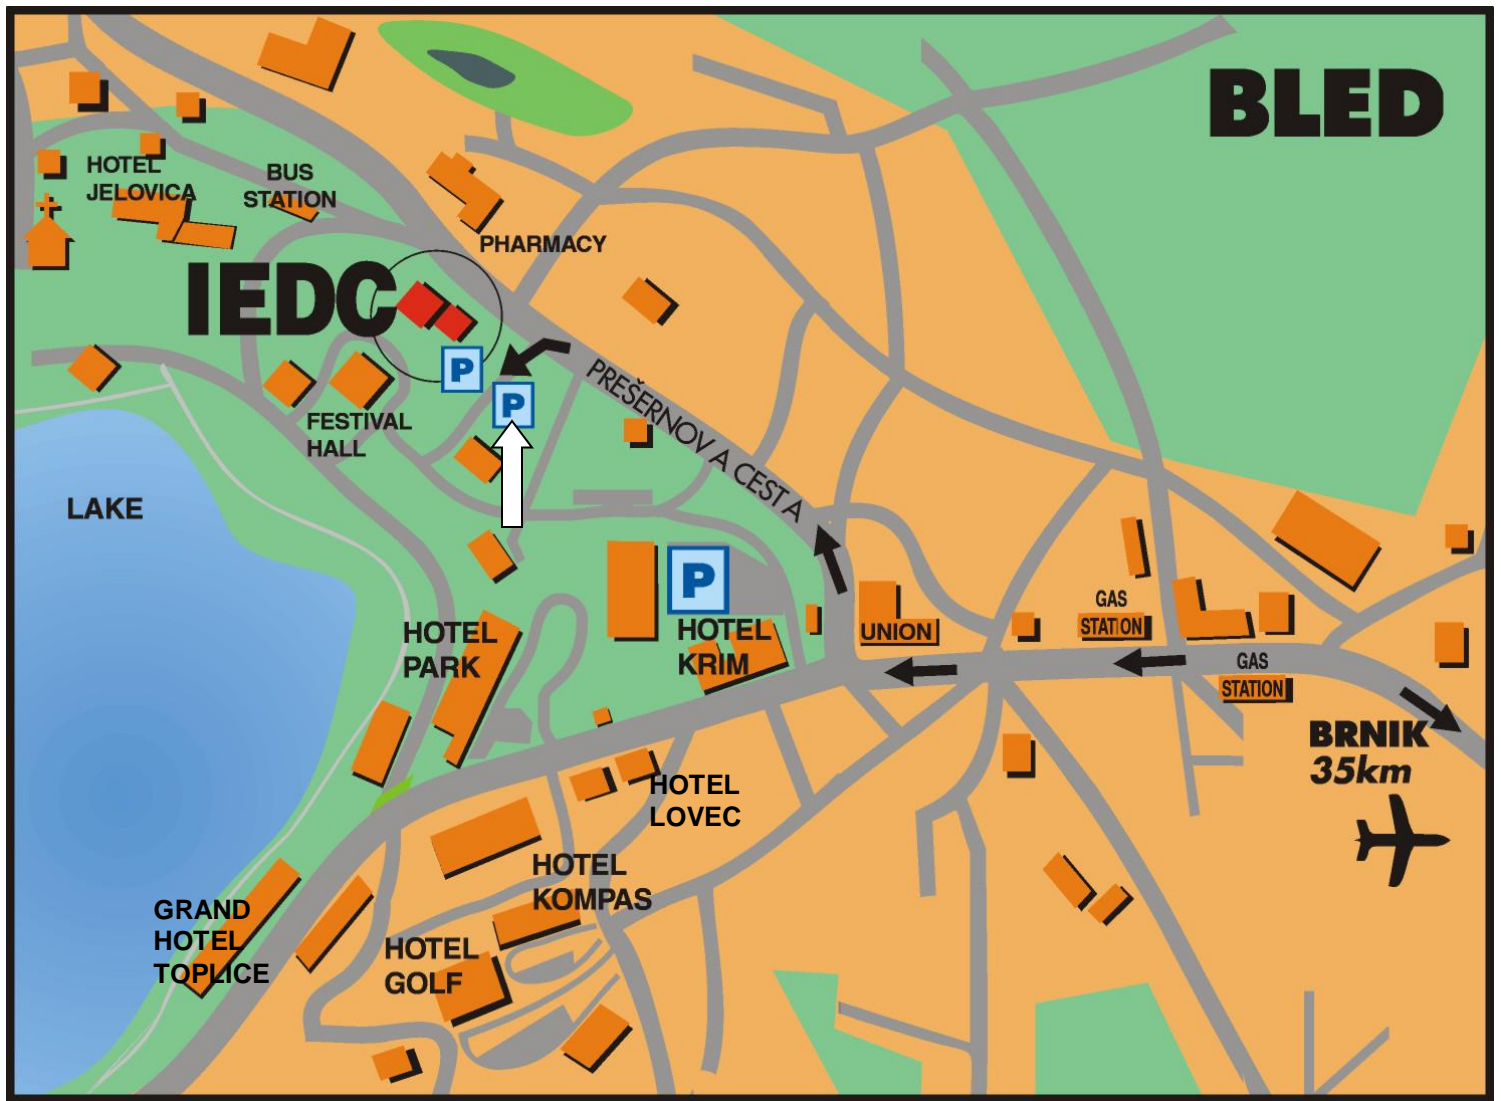 BLED
HOTEL
JELOVICA
BUS
STATION
PHARMACY
IEDC
P
P
PREŠERNOVA CESTA
FESTIVAL
HALL
LAKE
P
HOTEL
PARK
HOTEL
KRIM
UNION
GAS
STATION
GAS
STATION
BRNIK
35km
HOTEL
LOVEC
HOTEL
KOMPAS
GRAND
HOTEL
TOPLICE
HOTEL
GOLF